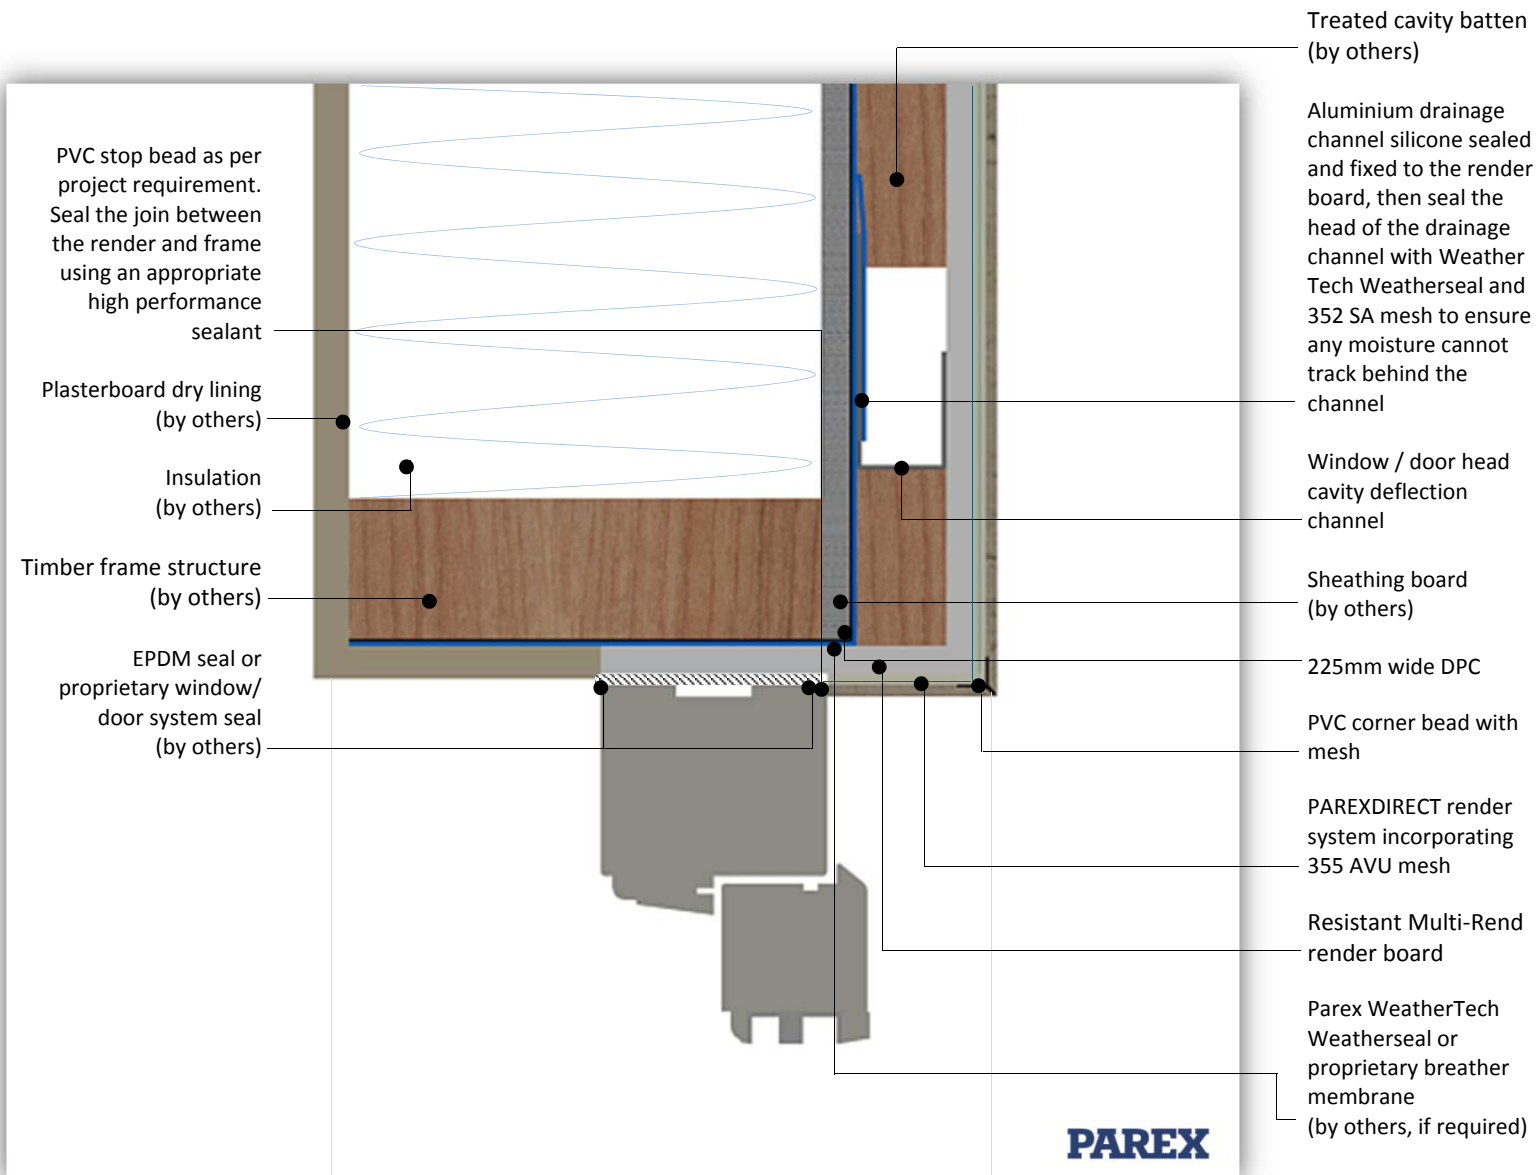 PVC stop bead as per
project requirement.
Seal the join between
the render and frame
using an appropriate
high performance
sealant
Plasterboard dry lining
(by others)
Insulation
(by others)
Timber frame structure
(by others)
EPDM seal or
proprietary window/
door system seal
(by others)
Treated cavity batten
(by others)
Aluminium drainage
channel silicone sealed
and fixed to the render
board, then seal the
head of the drainage
channel with Weather
Tech Weatherseal and
352 SA mesh to ensure
any moisture cannot
track behind the
channel
Window / door head
cavity deflection
channel
Sheathing board
(by others)
225mm wide DPC
PVC corner bead with
mesh
PAREXDIRECT render
system incorporating
355 AVU mesh
Resistant Multi-Rend
render board
Parex WeatherTech
Weatherseal or
proprietary breather
membrane
(by others, if required)
PAREX